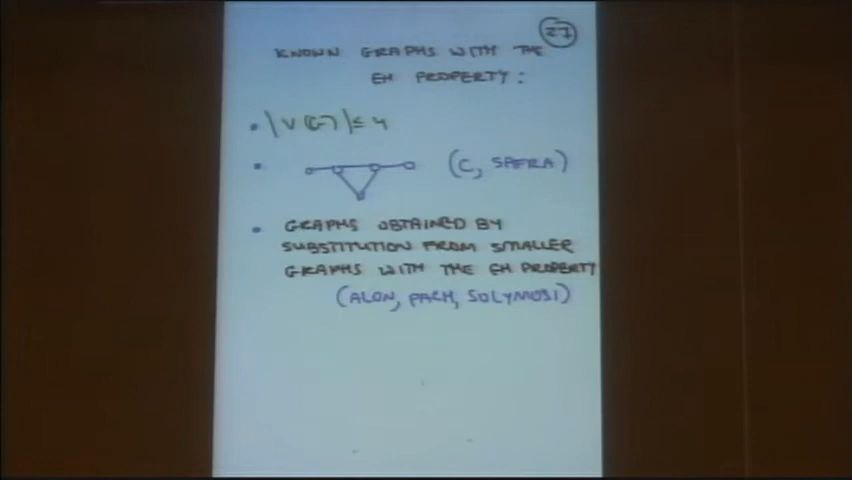 27
KNOWN GRAPHS WITH THE
EH PROPERTY:
• |V(G)| ≤ 4
• (C, SAFRA)
• GRAPHS OBTAINED BY
SUBSTITUTION FROM SMALLER
GRAPHS WITH THE EH PROPERTY
(ALON, PACH, SOLYMOSI)